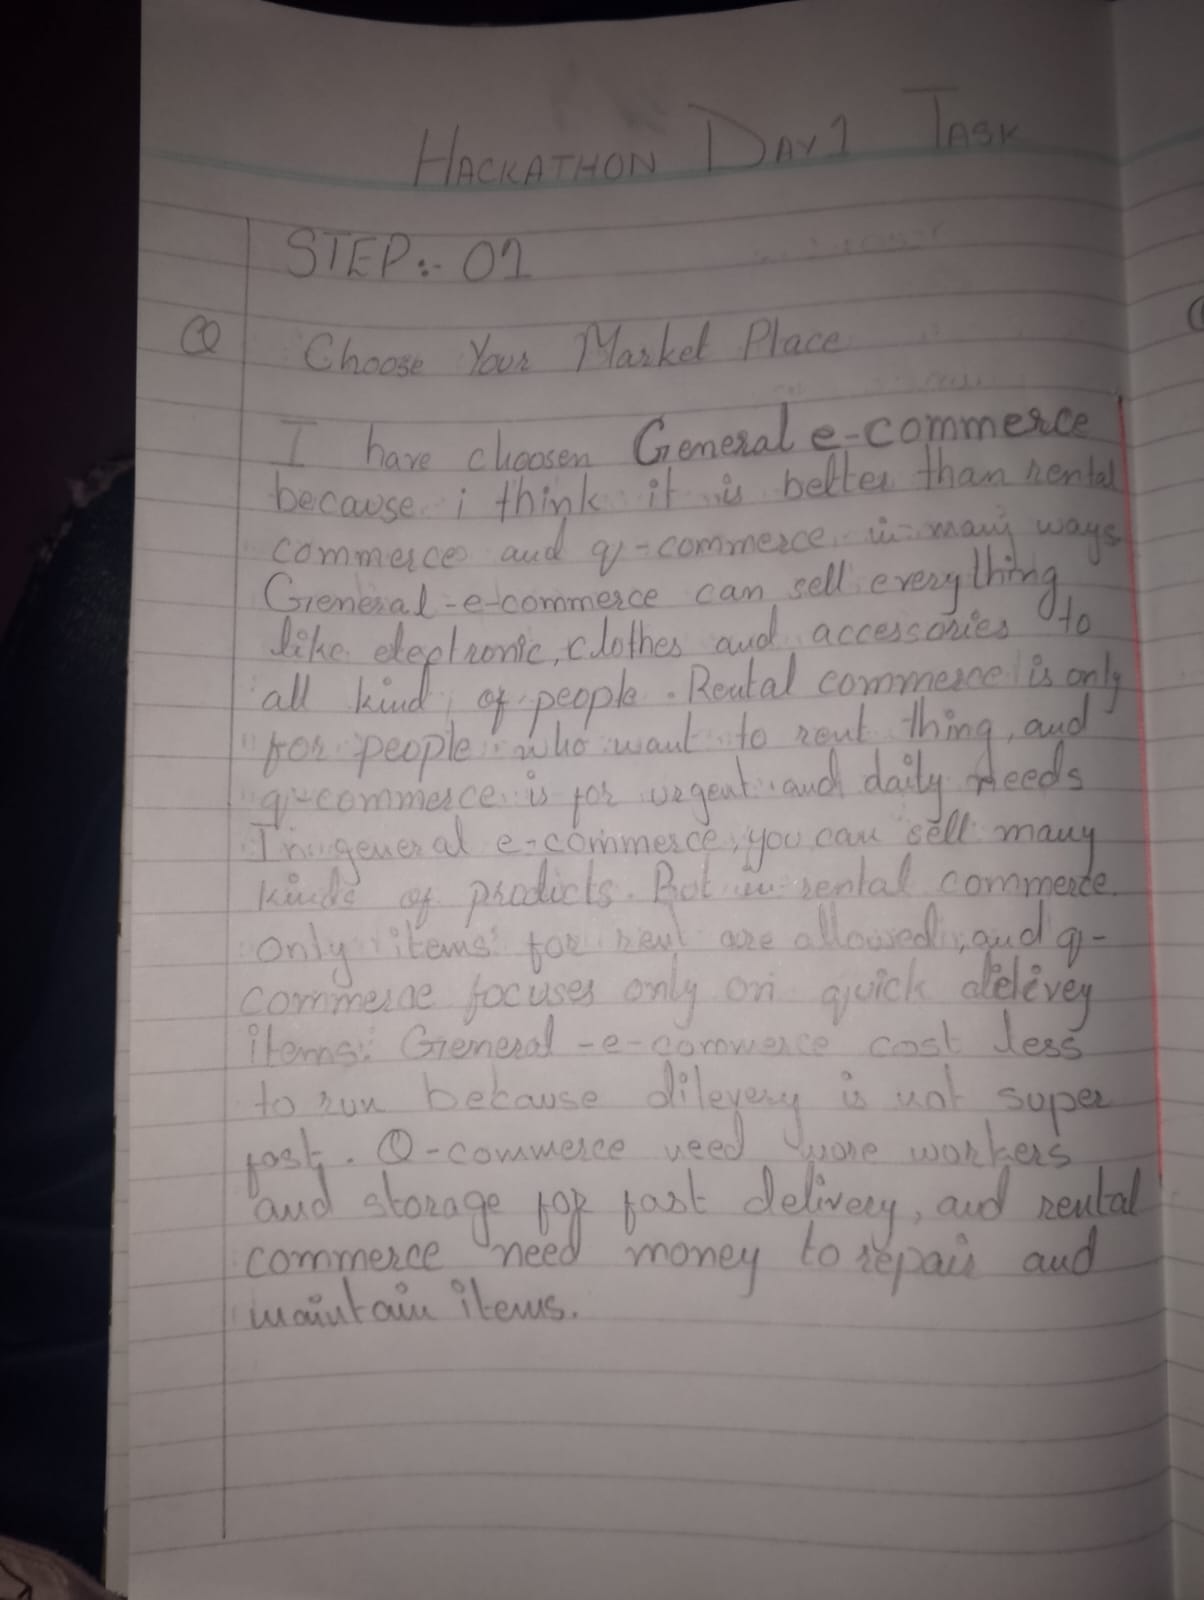 HACKATHON DAY 1 TASK
STEP:- 01
Q Choose Your Market Place
I have choosen General e-commerce
because i think it is better than rental
commerce and q-commerce in many ways
General-e-commerce can sell everything
like eleptronic, clothes and accessories to
all kind of people. Rental commerce is only
for people who want to rent thing, and
q-commerce is for urgent and daily needs
In general e-commerce, you can sell many
kinds of products. But in rental commerce
only items for rent are allowed, and q-
commerce focuses only on quick delivey
items. General-e-commerce cost less
to run because dilevery is not super
fast. Q-commerce need more workers
and storage for fast delivery, and rental
commerce need money to repair and
maintain items.